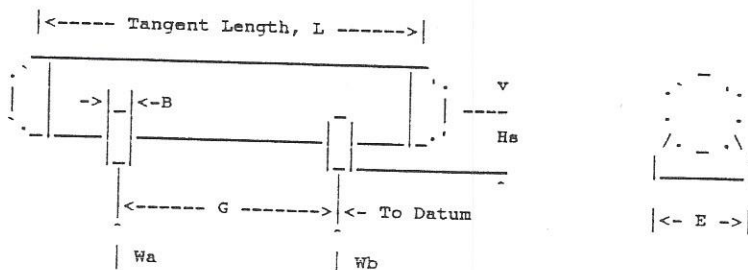 Tangent Length, L
B
v
Hs
G
To Datum
E
Wa
Wb